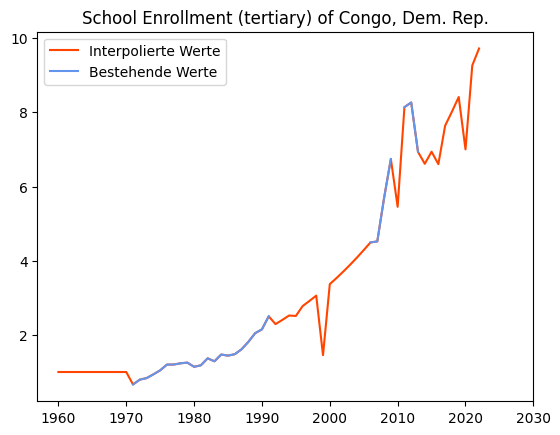 School Enrollment (tertiary) of Congo, Dem. Rep.
Interpolierte Werte
Bestehende Werte
10
8
6
4
2
1960 1970 1980 1990 2000 2010 2020 2030